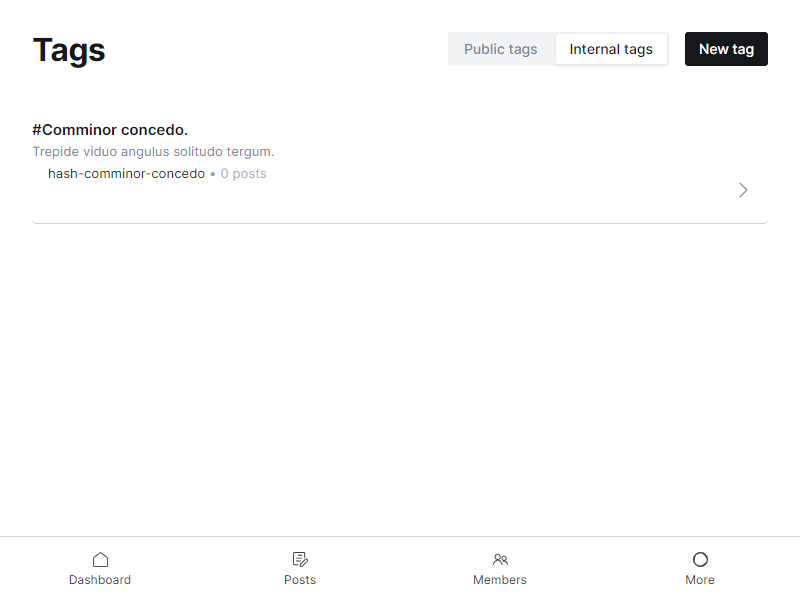 Tags
Public tags
Internal tags
New tag
#Comminor concedo.
Trepide viduo angulus solitudo tergum.
hash-comminor-concedo • 0 posts
Dashboard
Posts
Members
More